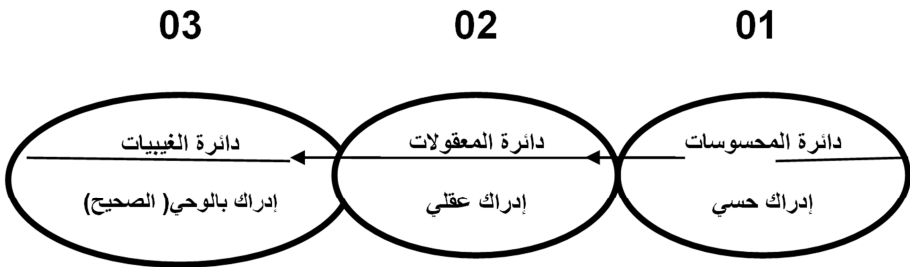 01
02
03
دائرة المحسوسات
دائرة المعقولات
دائرة الغيبيات
إدراك حسي
إدراك عقلي
إدراك بالوحي( الصحيح)